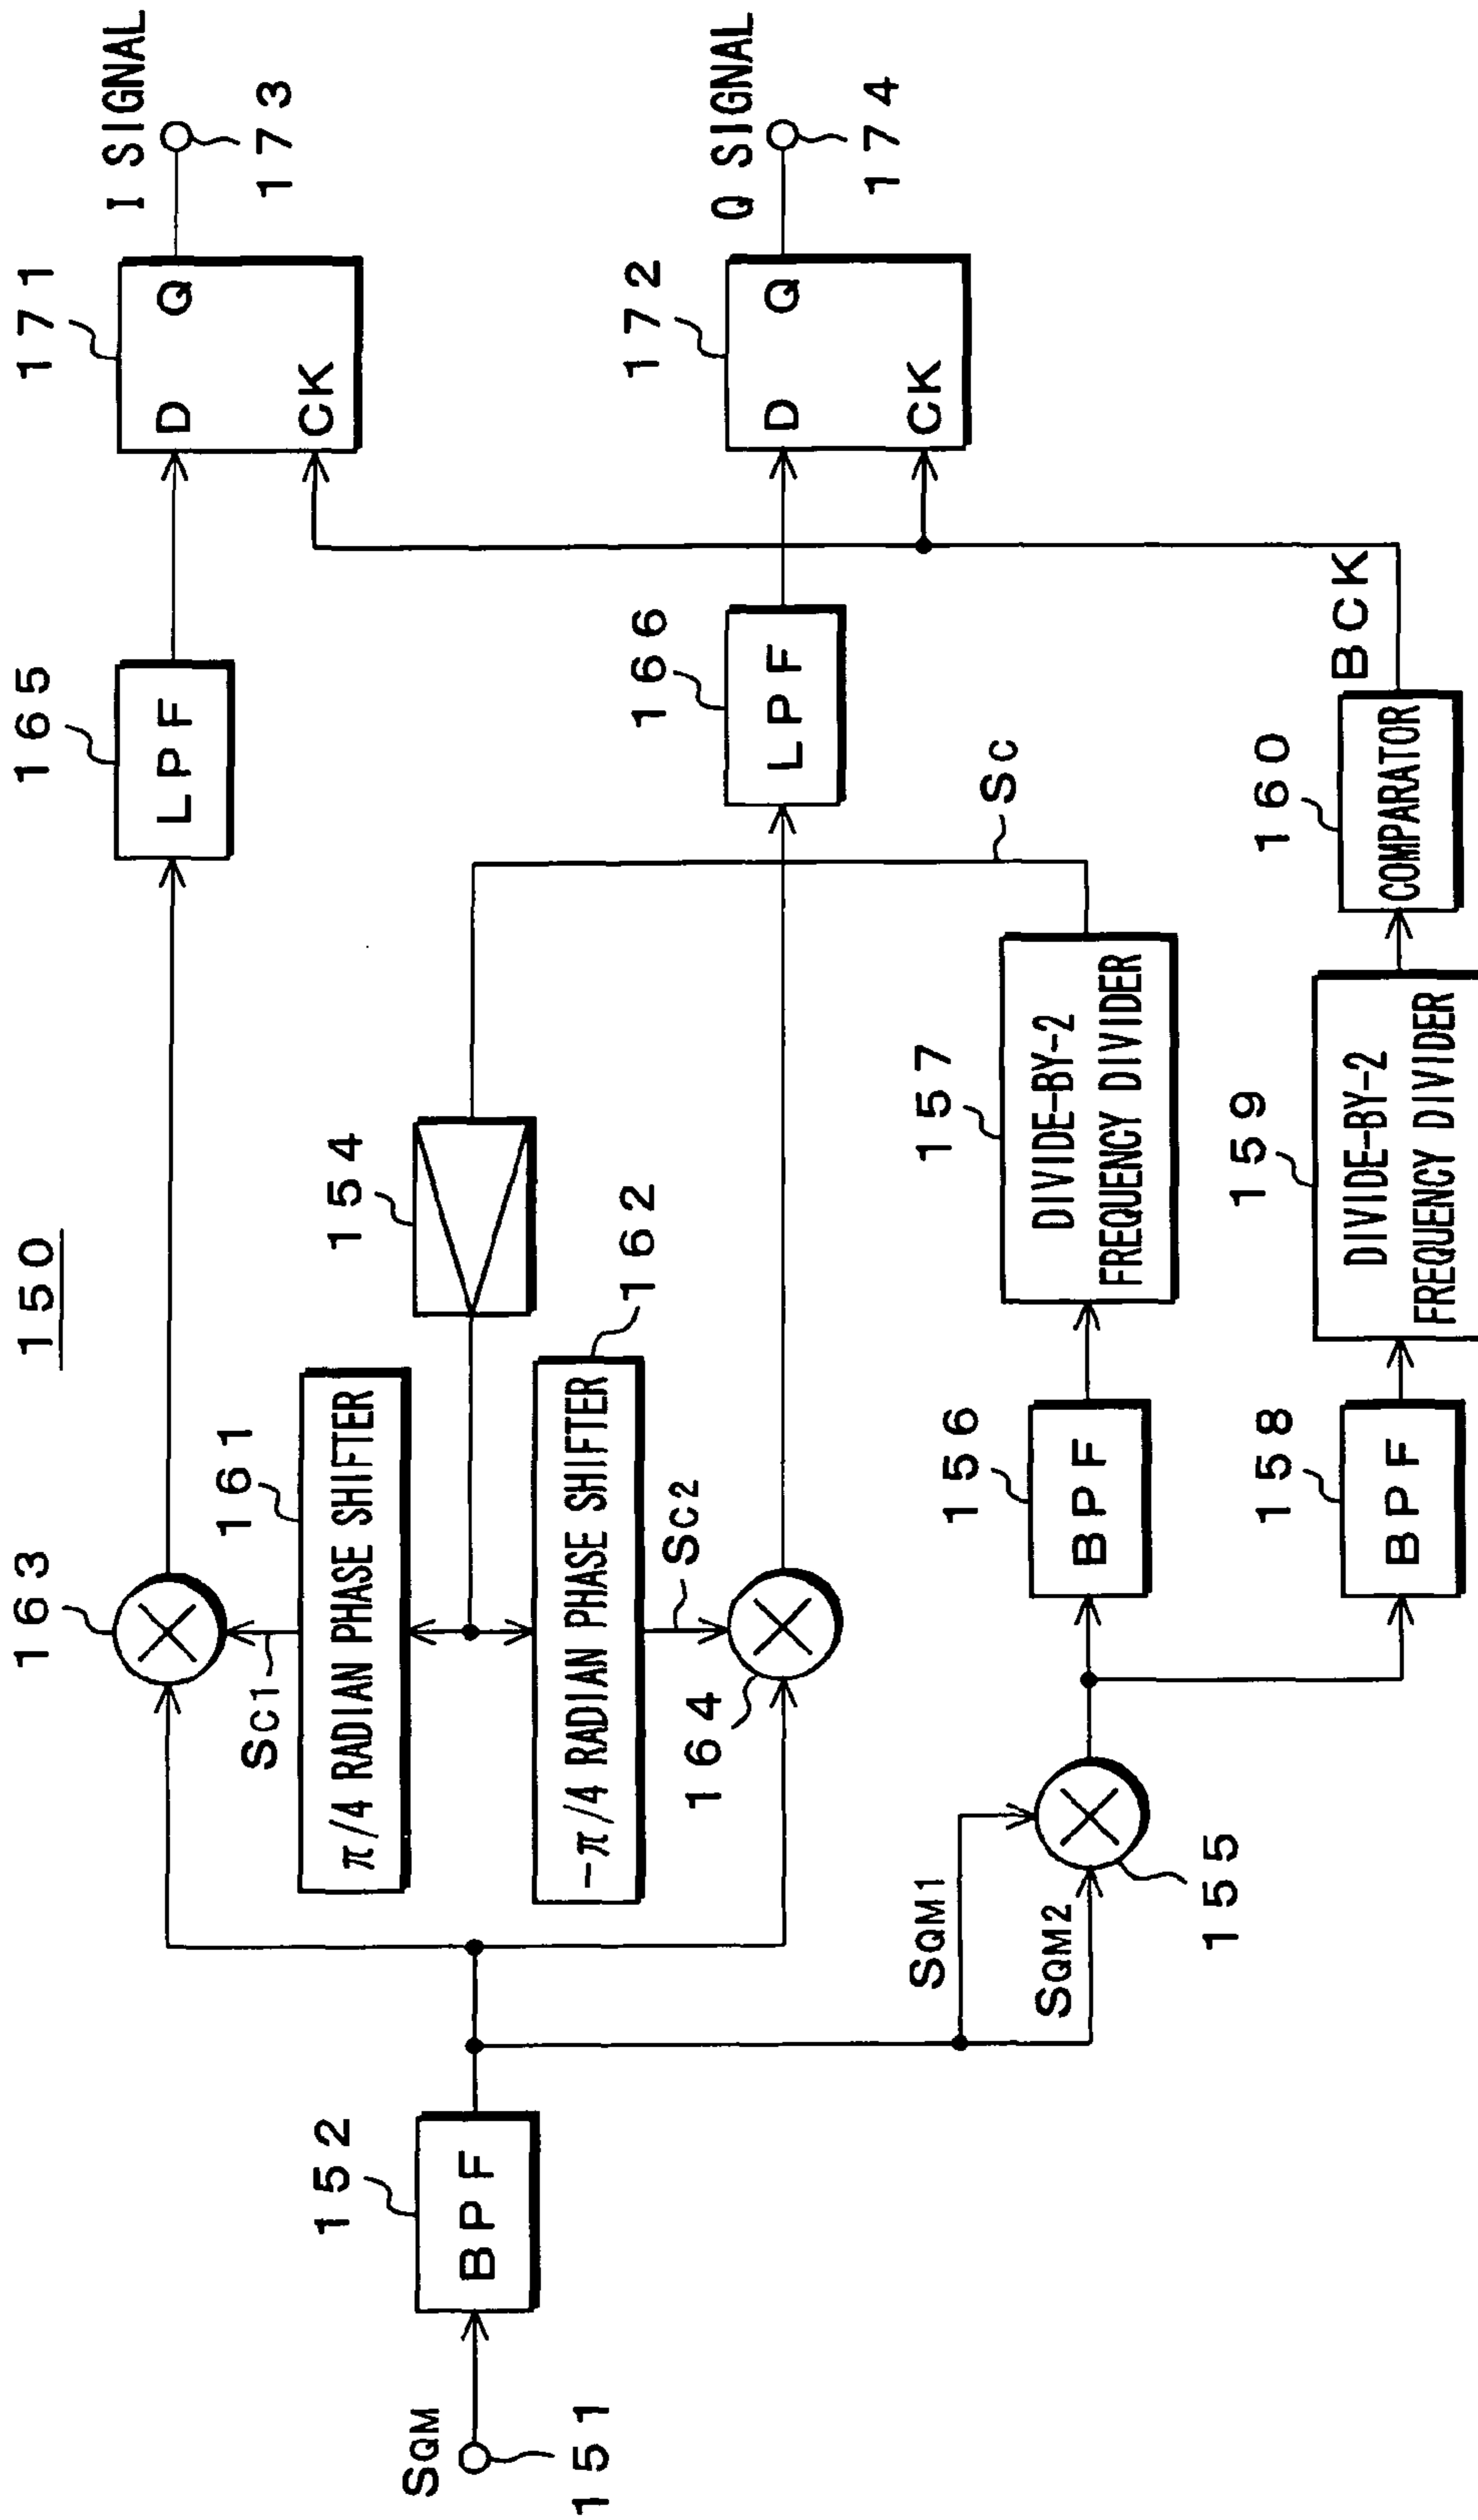 150
SQM
151
152
BPF
163
SC1
161
π/4 RADIAN PHASE SHIFTER
154
162
-π/4 RADIAN PHASE SHIFTER
SC2
164
165
LPF
171
D
Q
CK
I SIGNAL
173
166
LPF
172
D
Q
CK
Q SIGNAL
174
SC
SQM1
SQM2
155
156
BPF
157
DIVIDE-BY-2
FREQUENCY DIVIDER
158
BPF
159
DIVIDE-BY-2
FREQUENCY DIVIDER
160
COMPARATOR
BCK